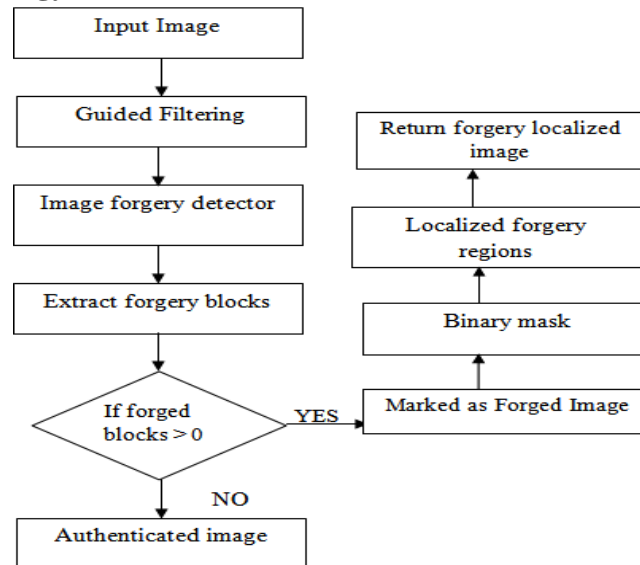 Input Image
Guided Filtering
Image forgery detector
Extract forgery blocks
If forged
blocks > 0
YES
NO
Authenticated image
Marked as Forged Image
Binary mask
Localized forgery
regions
Return forgery localized
image